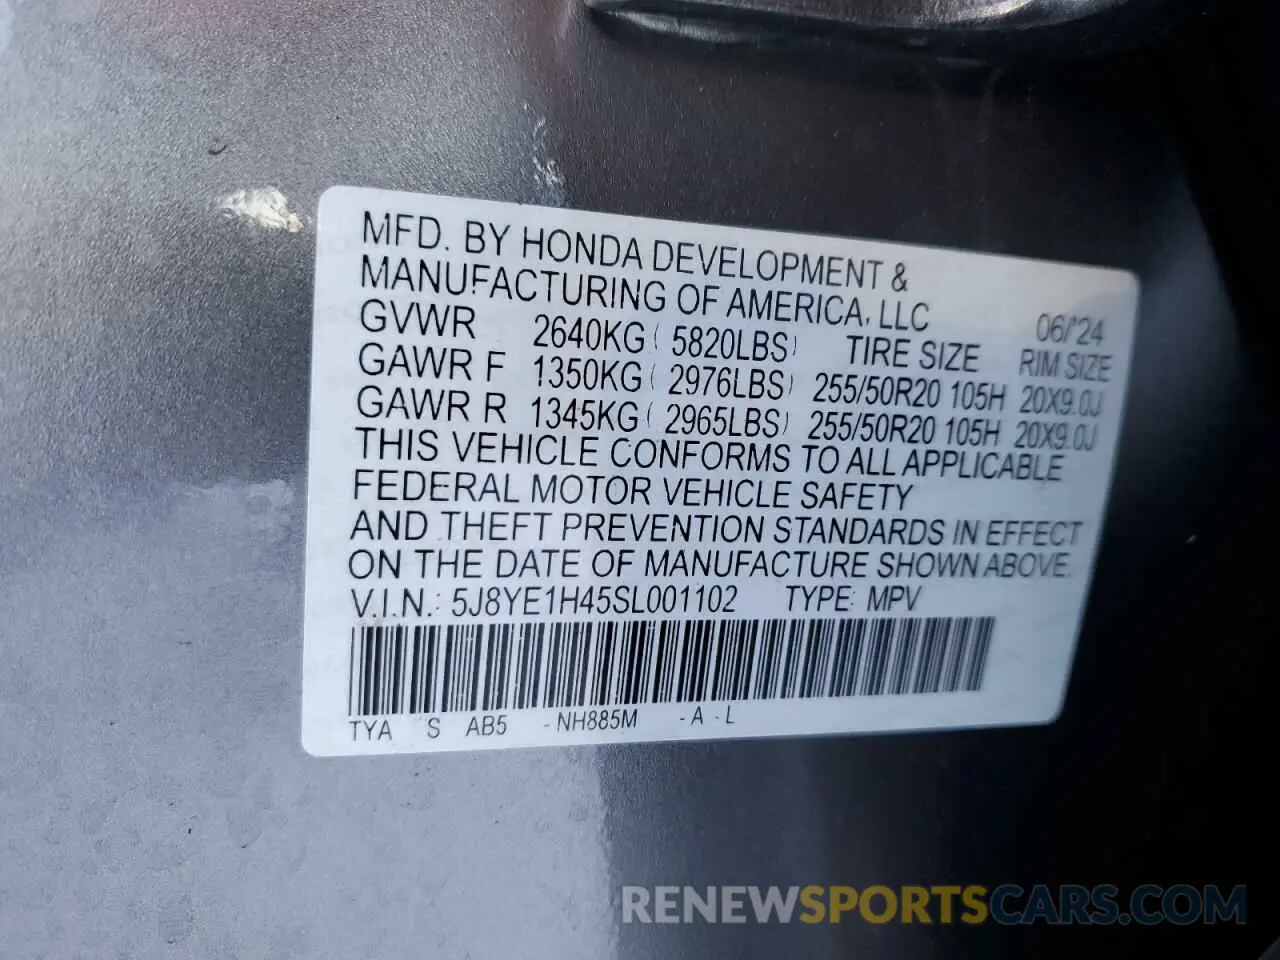 MFD. BY HONDA DEVELOPMENT &
MANUFACTURING OF AMERICA, LLC 06/'24
GVWR 2640KG ( 5820LBS) TIRE SIZE RIM SIZE
GAWR F 1350KG ( 2976LBS) 255/50R20 105H 20X9.0J
GAWR R 1345KG ( 2965LBS) 255/50R20 105H 20X9.0J
THIS VEHICLE CONFORMS TO ALL APPLICABLE
FEDERAL MOTOR VEHICLE SAFETY
AND THEFT PREVENTION STANDARDS IN EFFECT
ON THE DATE OF MANUFACTURE SHOWN ABOVE.
V.I.N.: 5J8YE1H45SL001102 TYPE: MPV
TYA S AB5 - NH885M - A - L
RENEWSPORTSCARS.COM